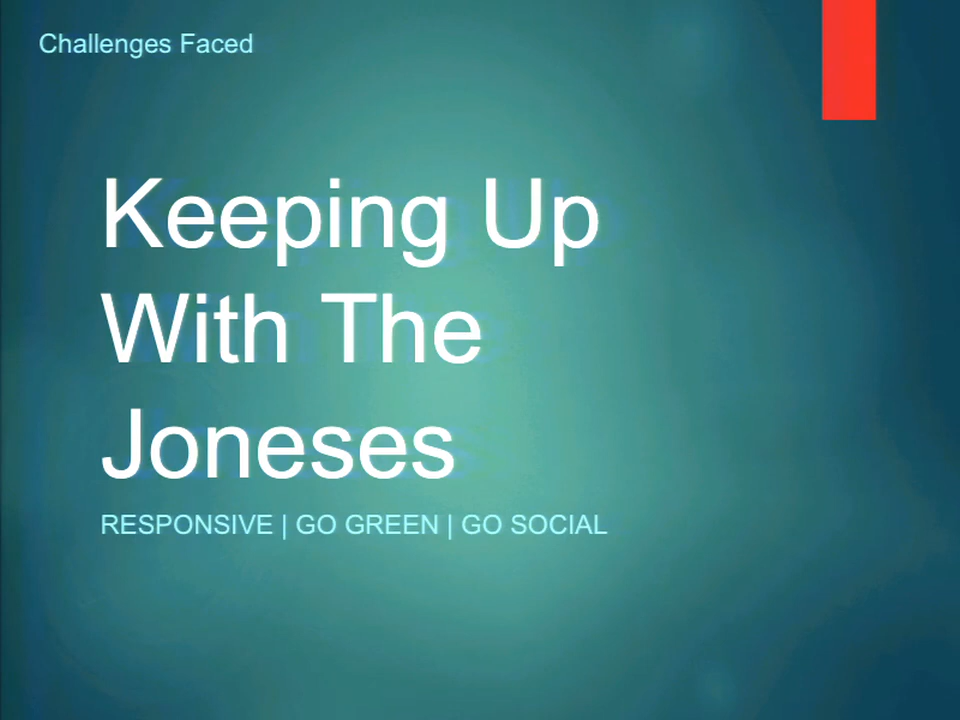 Challenges Faced
Keeping Up
With The
Joneses
RESPONSIVE | GO GREEN | GO SOCIAL